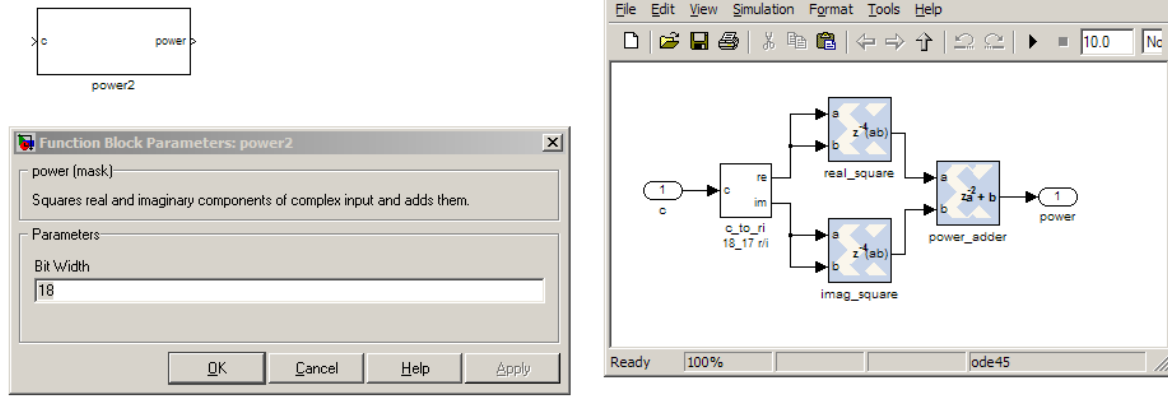 c power
power2
Function Block Parameters: power2
power (mask)
Squares real and imaginary components of complex input and adds them.
Parameters
Bit Width
18
OK Cancel Help Apply
File Edit View Simulation Format Tools Help
10.0
a
b
z-4(ab)
real_square
1
c
c
re
im
c_to_ri
18_17 r/i
a
b
z-4(ab)
imag_square
a
b
za-2+ b
power_adder
1
power
Ready 100% ode45